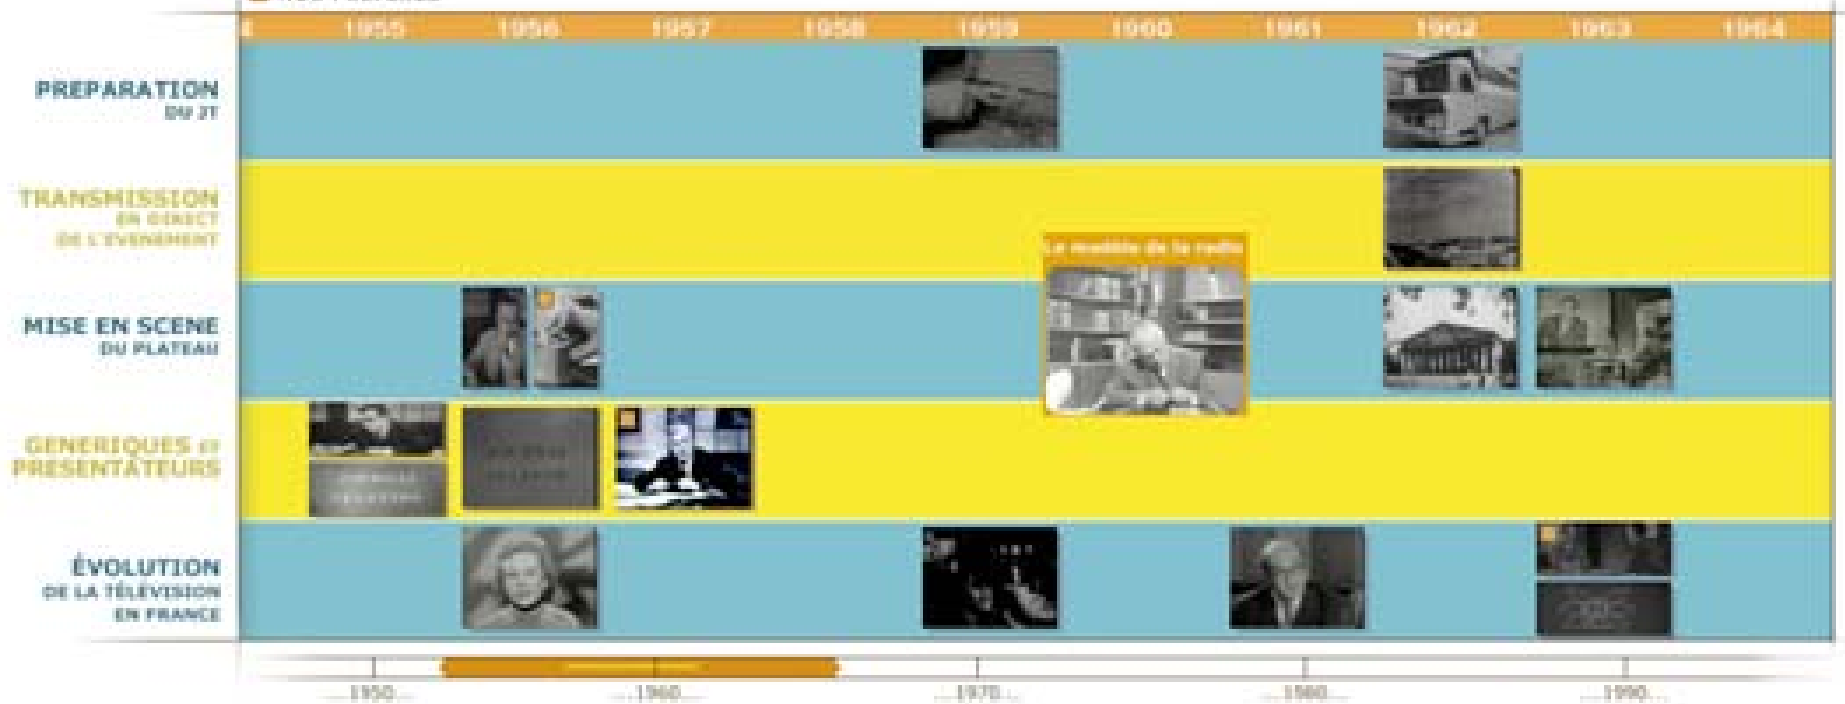 1955 1956 1957 1958 1959 1960 1961 1962 1963 1964
PREPARATION
DU JT
TRANSMISSION
EN DIRECT
DE L'EVENEMENT
Le modèle de la radio
MISE EN SCENE
DU PLATEAU
GENERIQUES et
PRESENTATEURS
JOURNAL
JOURNAL
ÉVOLUTION
DE LA TÉLÉVISION
EN FRANCE
...1950... ...1960... ...1970... ...1980... ...1990...